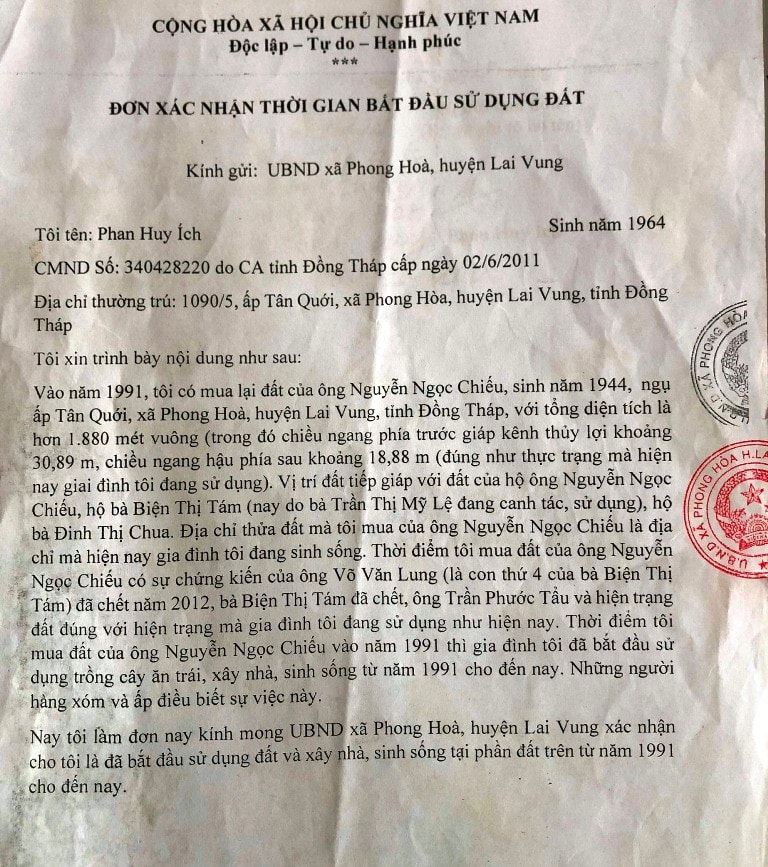 CỘNG HÒA XÃ HỘI CHỦ NGHĨA VIỆT NAM
Độc lập – Tự do – Hạnh phúc
***
ĐƠN XÁC NHẬN THỜI GIAN BẮT ĐẦU SỬ DỤNG ĐẤT
Kính gửi: UBND xã Phong Hoà, huyện Lai Vung
Tôi tên: Phan Huy Ích Sinh năm 1964
CMND Số: 340428220 do CA tỉnh Đồng Tháp cấp ngày 02/6/2011
Địa chỉ thường trú: 1090/5, ấp Tân Quới, xã Phong Hòa, huyện Lai Vung, tỉnh Đồng
Tháp
Tôi xin trình bày nội dung như sau:
Vào năm 1991, tôi có mua lại đất của ông Nguyễn Ngọc Chiếu, sinh năm 1944, ngụ
ấp Tân Quới, xã Phong Hoà, huyện Lai Vung, tỉnh Đồng Tháp, với tổng diện tích là
hơn 1.880 mét vuông (trong đó chiều ngang phía trước giáp kênh thủy lợi khoảng
30,89 m, chiều ngang hậu phía sau khoảng 18,88 m (đúng như thực trạng mà hiện
nay giai đình tôi đang sử dụng). Vị trí đất tiếp giáp với đất của hộ ông Nguyễn Ngọc
Chiếu, hộ bà Biện Thị Tám (nay do bà Trần Thị Mỹ Lệ đang canh tác, sử dụng), hộ
bà Đinh Thị Chua. Địa chỉ thửa đất mà tôi mua của ông Nguyễn Ngọc Chiếu là địa
chỉ mà hiện nay gia đình tôi đang sinh sống. Thời điểm tôi mua đất của ông Nguyễn
Ngọc Chiếu có sự chứng kiến của ông Võ Văn Lung (là con thứ 4 của bà Biện Thị
Tám) đã chết năm 2012, bà Biện Thị Tám đã chết, ông Trần Phước Tẩu và hiện trạng
đất đúng với hiện trạng mà gia đình tôi đang sử dụng như hiện nay. Thời điểm tôi
mua đất của ông Nguyễn Ngọc Chiếu vào năm 1991 thì gia đình tôi đã bắt đầu sử
dụng trồng cây ăn trái, xây nhà, sinh sống từ năm 1991 cho đến nay. Những người
hàng xóm và ấp điều biết sự việc này.
Nay tôi làm đơn nay kính mong UBND xã Phong Hoà, huyện Lai Vung xác nhận
cho tôi là đã bắt đầu sử dụng đất và xây nhà, sinh sống tại phần đất trên từ năm 1991
cho đến nay.
XÃ PHONG HÒA
U.BND XÃ PHONG HÒA H.LA